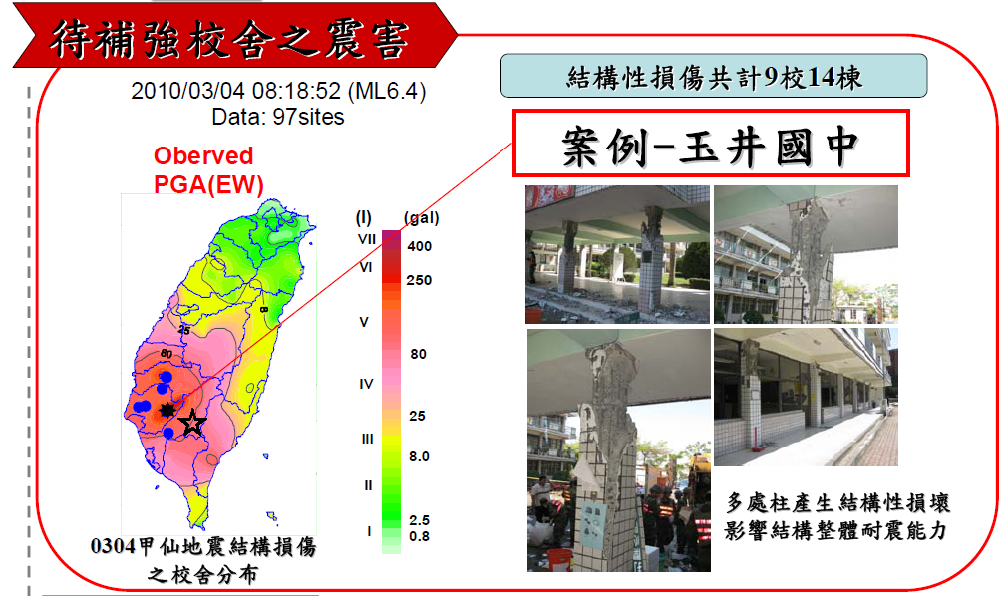 待補強校舍之震害
2010/03/04 08:18:52 (ML6.4)
Data: 97sites
Oberved
PGA(EW)
(I)
(gal)
VII
400
VI
250
V
80
IV
25
III
8.0
II
2.5
I
0.8
8
25
80
0304甲仙地震結構損傷
之校舍分布
結構性損傷共計9校14棟
案例-玉井國中
多處柱產生結構性損壞
影響結構整體耐震能力